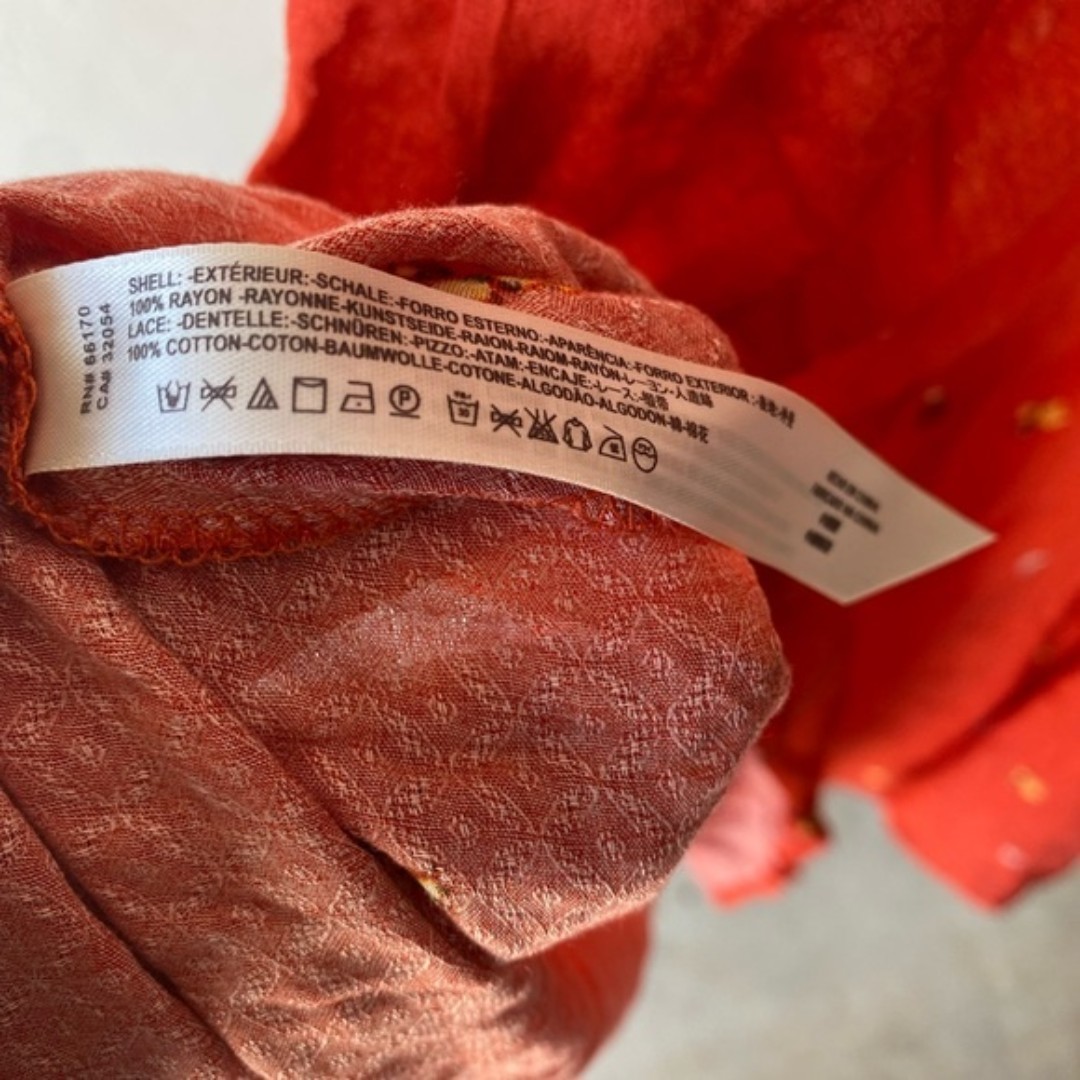 RN# 66170
CA# 32054
SHELL: -EXTÉRIEUR:-SCHALE:-FORRO ESTERNO:-APARÊNCIA:-FORRO EXTERIOR:
100% RAYON -RAYONNE-KUNSTSEIDE-RAION-RAIOM-RAYÓN-レーヨン-人造絲
LACE: -DENTELLE:-SCHNÜREN:-PIZZO:-ATAM:-ENCAJE:-レース:
100% COTTON-COTON-BAUMWOLLE-COTONE-ALGODÃO-ALGODÓN-綿-棉花